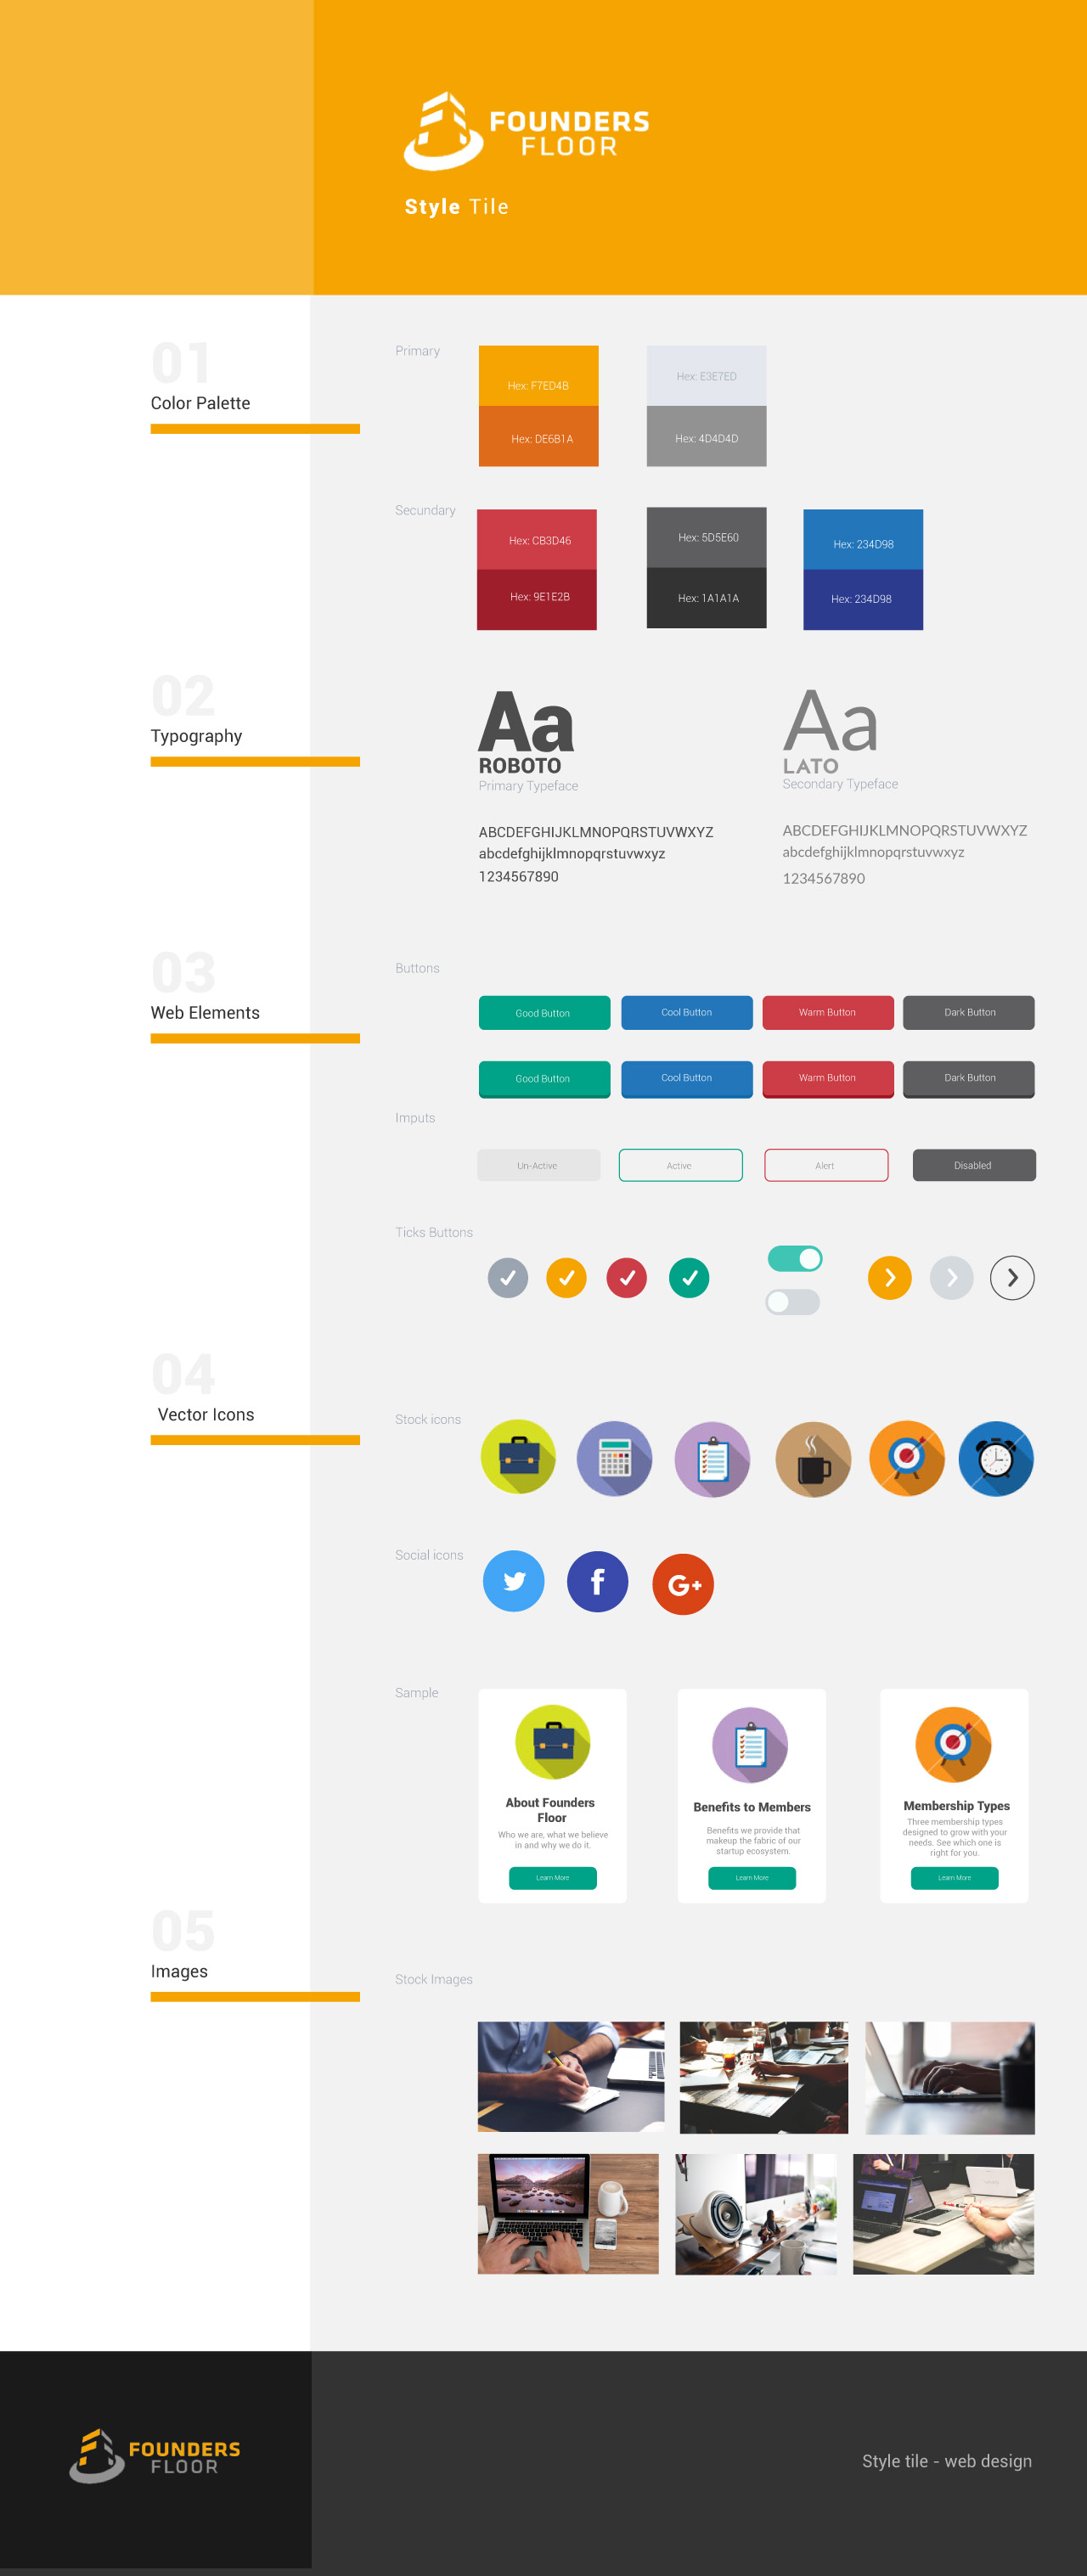 FOUNDERS
FLOOR
Style Tile
01
Color Palette
Primary
Hex: F7ED4B
Hex: DE6B1A
Hex: E3E7ED
Hex: 4D4D4D
Secundary
Hex: CB3D46
Hex: 9E1E2B
Hex: 5D5E60
Hex: 1A1A1A
Hex: 234D98
Hex: 234D98
02
Typography
Aa
ROBOTO
Primary Typeface
ABCDEFGHIJKLMNOPQRSTUVWXYZ
abcdefghijklmnopqrstuvwxyz
1234567890
Aa
LATO
Secondary Typeface
ABCDEFGHIJKLMNOPQRSTUVWXYZ
abcdefghijklmnopqrstuvwxyz
1234567890
03
Web Elements
Buttons
Good Button
Cool Button
Warm Button
Dark Button
Good Button
Cool Button
Warm Button
Dark Button
Imputs
Un-Active
Active
Alert
Disabled
Ticks Buttons
04
Vector Icons
Stock icons
Social icons
f
G+
Sample
About Founders
Floor
Who we are, what we believe
in and why we do it.
Learn More
Benefits to Members
Benefits we provide that
makeup the fabric of our
startup ecosystem.
Learn More
Membership Types
Three membership types
designed to grow with your
needs. See which one is
right for you.
Learn More
05
Images
Stock Images
FOUNDERS
FLOOR
Style tile - web design